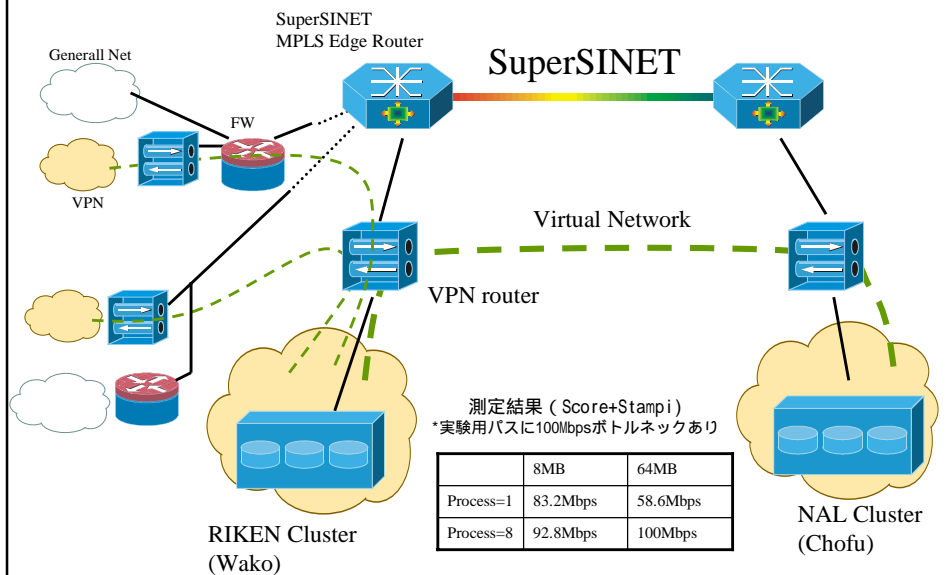 SuperSINET
MPLS Edge Router
Generall Net
SuperSINET
FW
VPN
Virtual Network
VPN router
測定結果（Score+Stampi)
*実験用パスに100Mbpsボトルネックあり
8MB 64MB
Process=1 83.2Mbps 58.6Mbps
Process=8 92.8Mbps 100Mbps
RIKEN Cluster
(Wako)
NAL Cluster
(Chofu)